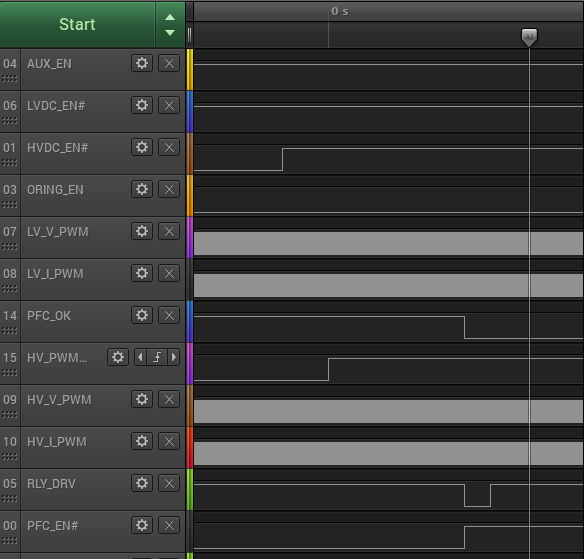 Start
0 s
A1
04 AUX_EN
06 LVDC_EN#
01 HVDC_EN#
03 ORING_EN
07 LV_V_PWM
08 LV_I_PWM
14 PFC_OK
15 HV_PWM...
09 HV_V_PWM
10 HV_I_PWM
05 RLY_DRV
00 PFC_EN#